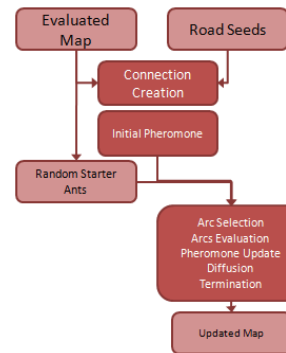 Evaluated
Map
Road Seeds
Connection
Creation
Initial Pheromone
Random Starter
Ants
Arc Selection
Arcs Evaluation
Pheromone Update
Diffusion
Termination
Updated Map